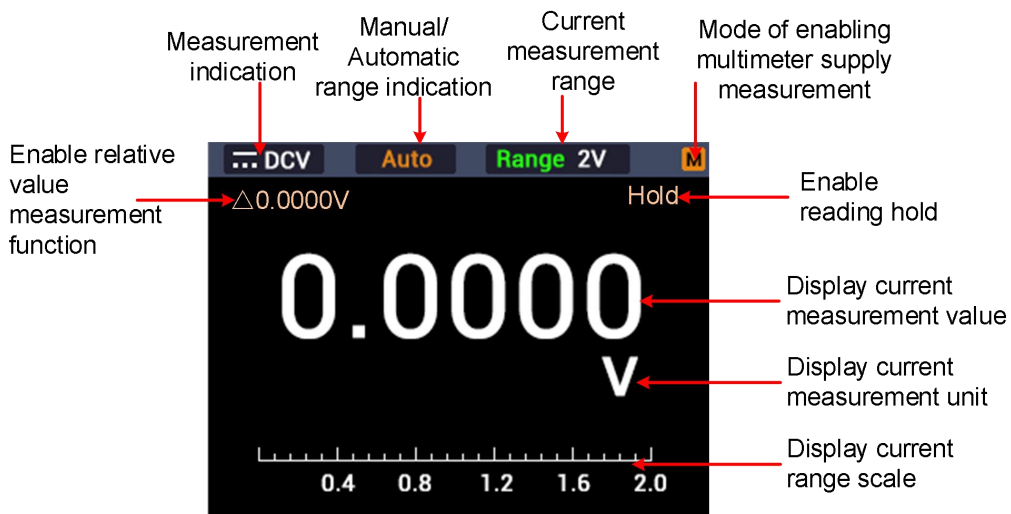 Measurement
indication
Manual/
Automatic
range indication
Current
measurement
range
Mode of enabling
multimeter supply
measurement
Enable relative
value
measurement
function
DCV
Auto
Range 2V
M
△0.0000V
Hold
Enable
reading hold
0.0000
Display current
measurement value
V
Display current
measurement unit
Display current
range scale
0.4 0.8 1.2 1.6 2.0